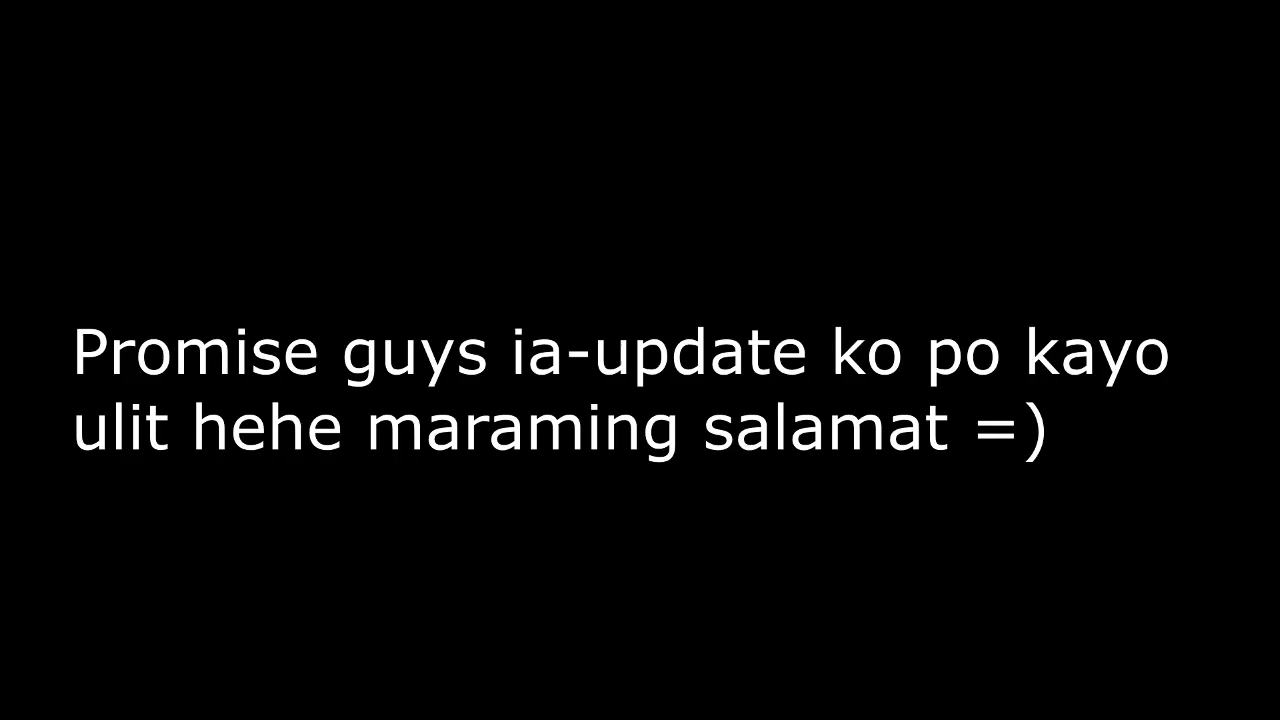 Promise guys ia-update ko po kayo
ulit hehe maraming salamat =)